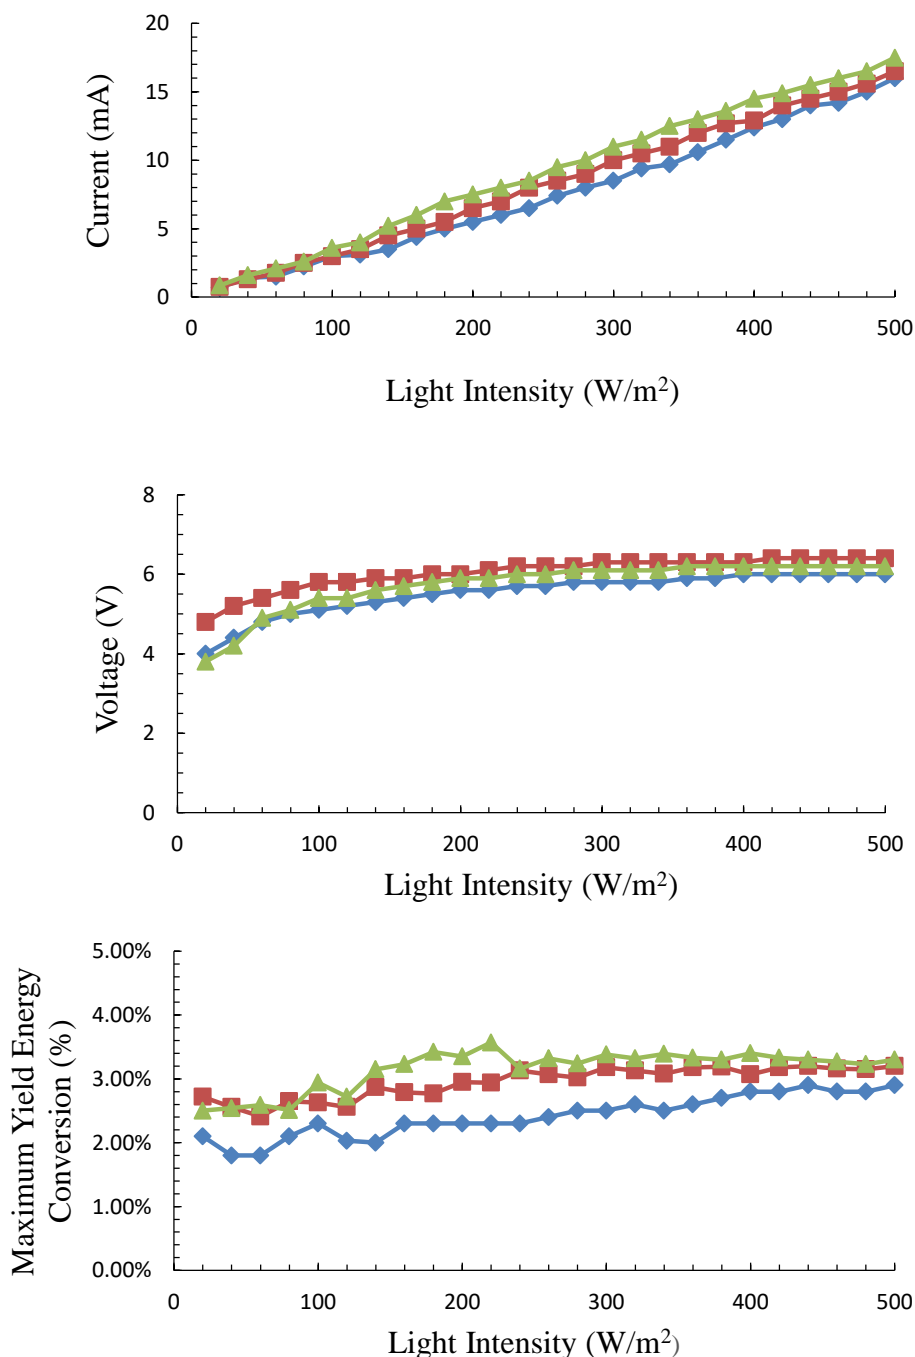 20
15
10
5
0
Current (mA)
0 100 200 300 400 500
Light Intensity (W/m²)
8
6
4
2
0
Voltage (V)
0 100 200 300 400 500
Light Intensity (W/m²)
5.00%
4.00%
3.00%
2.00%
1.00%
0.00%
Maximum Yield Energy
Conversion (%)
0 100 200 300 400 500
Light Intensity (W/m²)